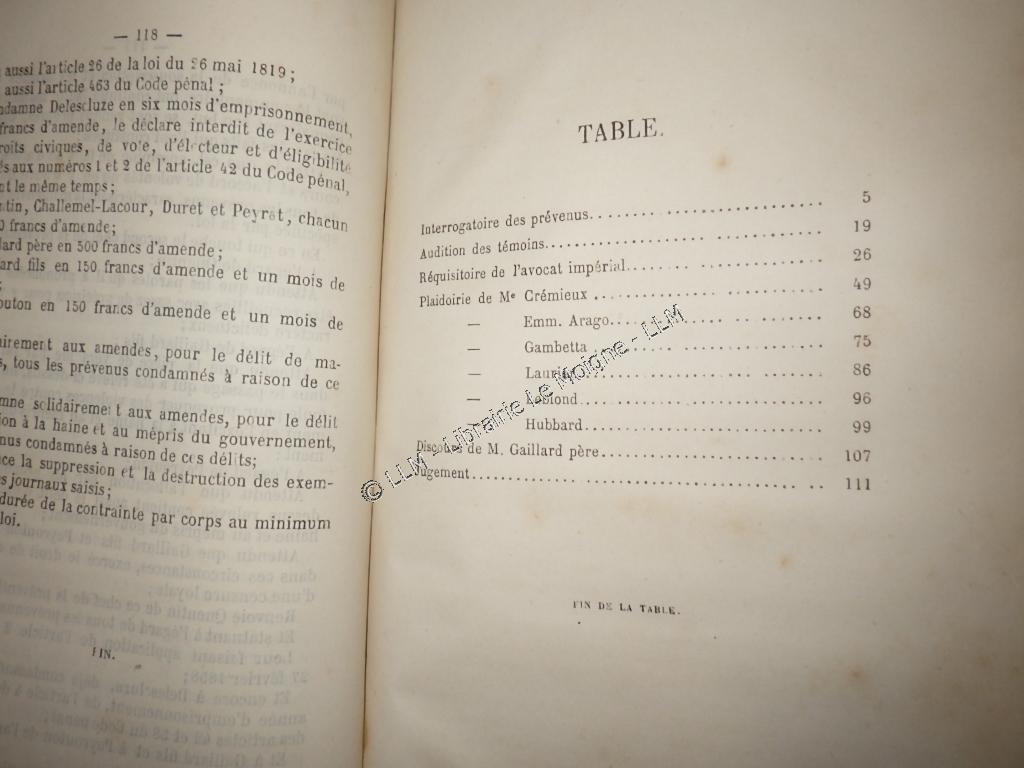 — 118 —
aussi l'article 26 de la loi du 26 mai 1819;
aussi l'article 463 du Code pénal;
ndamne Delescluze en six mois d'emprisonnement,
francs d'amende, le déclare interdit de l'exercice
roits civiques, de vote, d'électeur et d'éligibilité
és aux numéros 1 et 2 de l'article 42 du Code pénal,
nt le même temps;
ntin, Challemel-Lacour, Duret et Peyrat, chacun
0 francs d'amende;
lard père en 500 francs d'amende;
ard fils en 150 francs d'amende et un mois de
;
outon en 150 francs d'amende et un mois de
airement aux amendes, pour le délit de ma-
s, tous les prévenus condamnés à raison de ce
mne solidairement aux amendes, pour le délit
ion à la haine et au mépris du gouvernement,
nus condamnés à raison de ces délits;
ce la suppression et la destruction des exem-
s journaux saisis;
durée de la contrainte par corps au minimum
loi.
FIN.
TABLE.
Interrogatoire des prévenus. 5
Audition des témoins. 19
Réquisitoire de l'avocat impérial. 26
Plaidoirie de Me Crémieux 49
— Emm. Arago. 68
— Gambetta 75
— Laurier 86
— Leblond 96
Hubbard. 99
Discours de M. Gaillard père. 107
Jugement. 111
FIN DE LA TABLE.
© LLM - Librairie Le Moigne - LLM